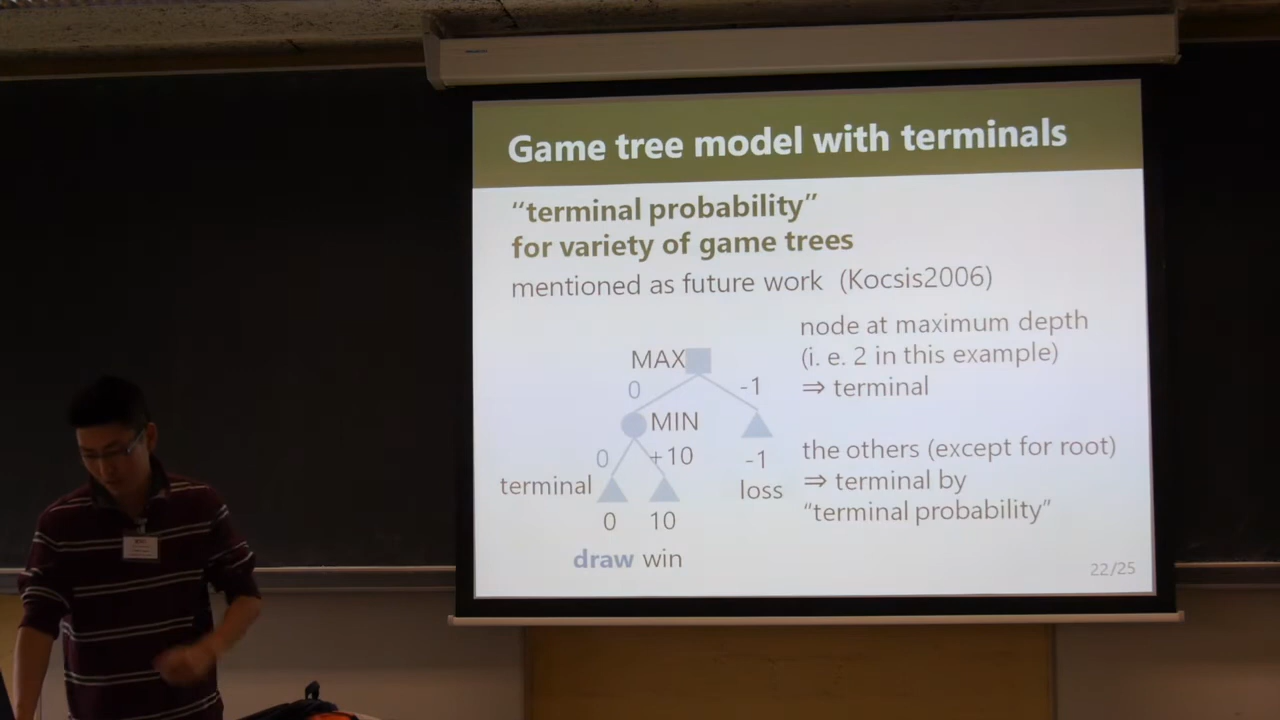 Game tree model with terminals
“terminal probability”
for variety of game trees
mentioned as future work (Kocsis2006)
node at maximum depth
(i. e. 2 in this example)
⇒ terminal
MAX
0
-1
MIN
0
+10
-1
the others (except for root)
⇒ terminal by
“terminal probability”
terminal
loss
0 10
draw win
22/25